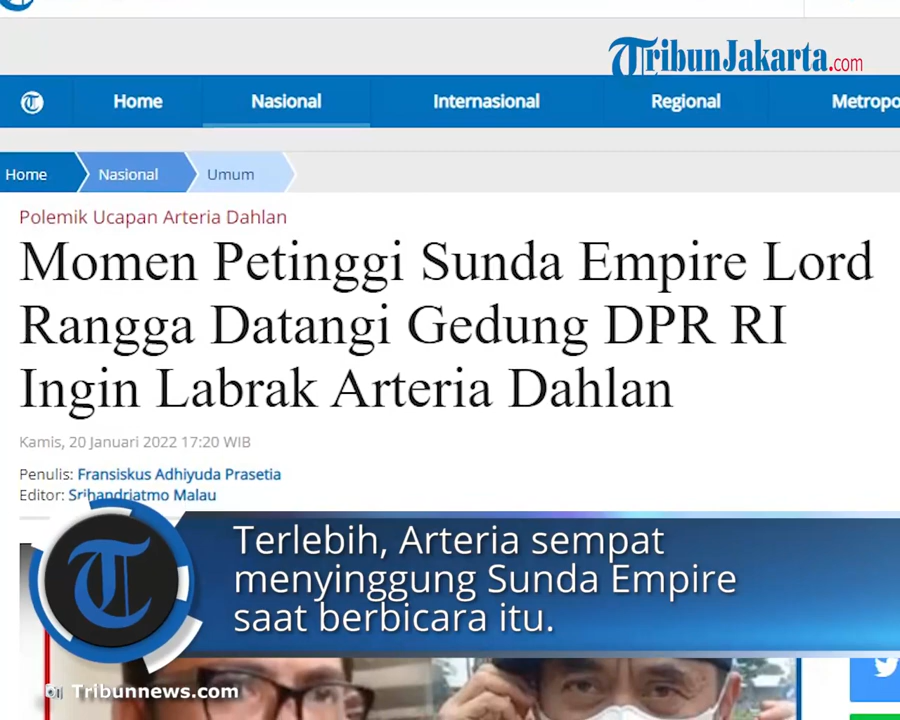 TribunJakarta.com
Home Nasional Internasional Regional Metropo
Home Nasional Umum
Polemik Ucapan Arteria Dahlan
Momen Petinggi Sunda Empire Lord
Rangga Datangi Gedung DPR RI
Ingin Labrak Arteria Dahlan
Kamis, 20 Januari 2022 17:20 WIB
Penulis: Fransiskus Adhiyuda Prasetia
Editor: Srihandriatmo Malau
Terlebih, Arteria sempat
menyinggung Sunda Empire
saat berbicara itu.
Tribunnews.com